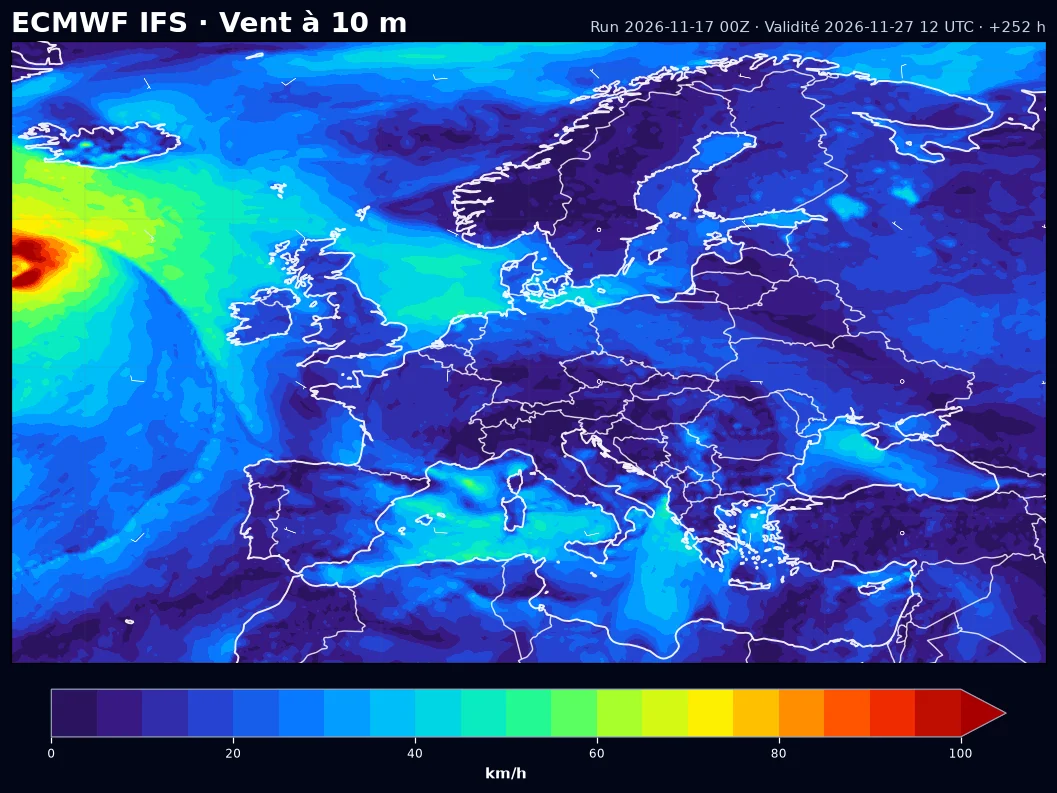 ECMWF IFS · Vent à 10 m
Run 2026-11-17 00Z · Validité 2026-11-27 12 UTC · +252 h
0 20 40 60 80 100
km/h